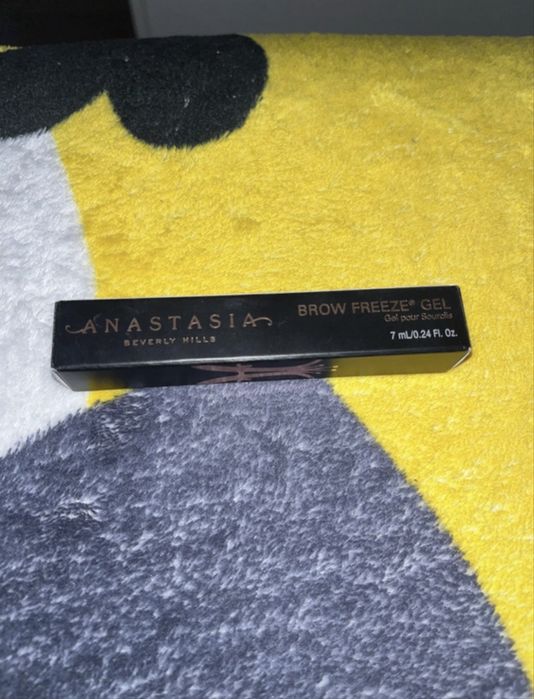 ANASTASIA
BEVERLY HILLS
BROW FREEZE® GEL
Gel pour Sourcils
7 mL/0.24 Fl. Oz.